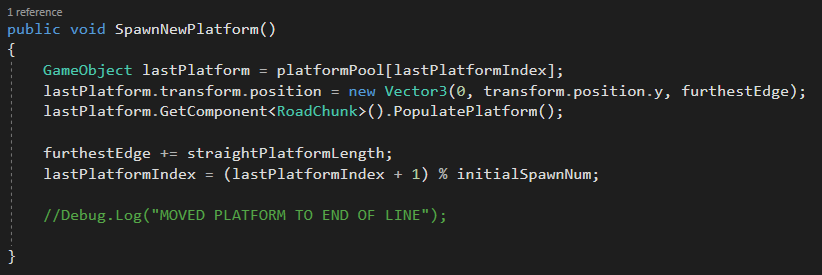 1 reference
public void SpawnNewPlatform()
{
GameObject lastPlatform = platformPool[lastPlatformIndex];
lastPlatform.transform.position = new Vector3(0, transform.position.y, furthestEdge);
lastPlatform.GetComponent<RoadChunk>().PopulatePlatform();
furthestEdge += straightPlatformLength;
lastPlatformIndex = (lastPlatformIndex + 1) % initialSpawnNum;
//Debug.Log("MOVED PLATFORM TO END OF LINE");
}